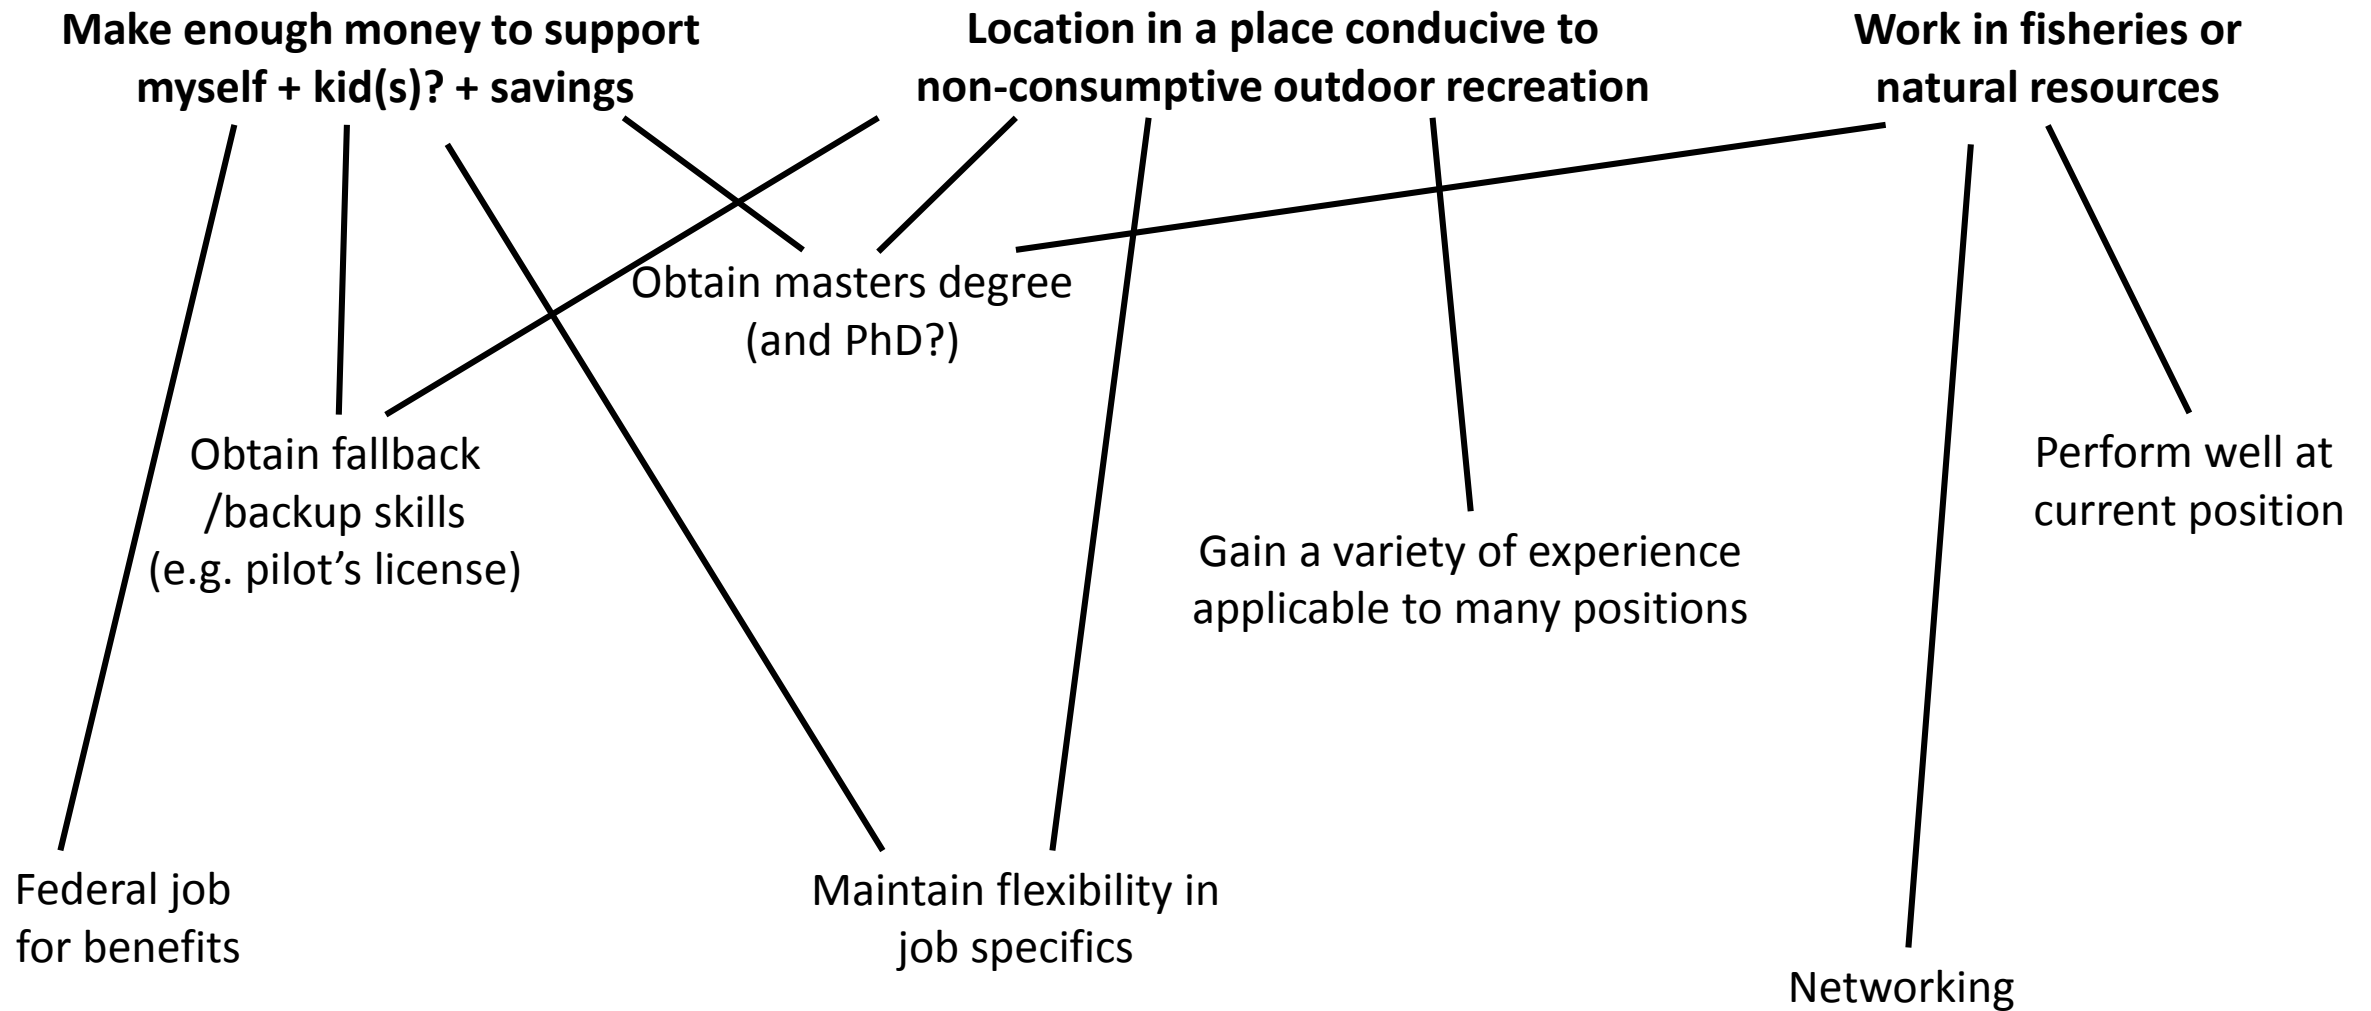 Make enough money to support
myself + kid(s)? + savings
Location in a place conducive to
non-consumptive outdoor recreation
Work in fisheries or
natural resources
Obtain masters degree
(and PhD?)
Obtain fallback
/backup skills
(e.g. pilot’s license)
Perform well at
current position
Gain a variety of experience
applicable to many positions
Federal job
for benefits
Maintain flexibility in
job specifics
Networking